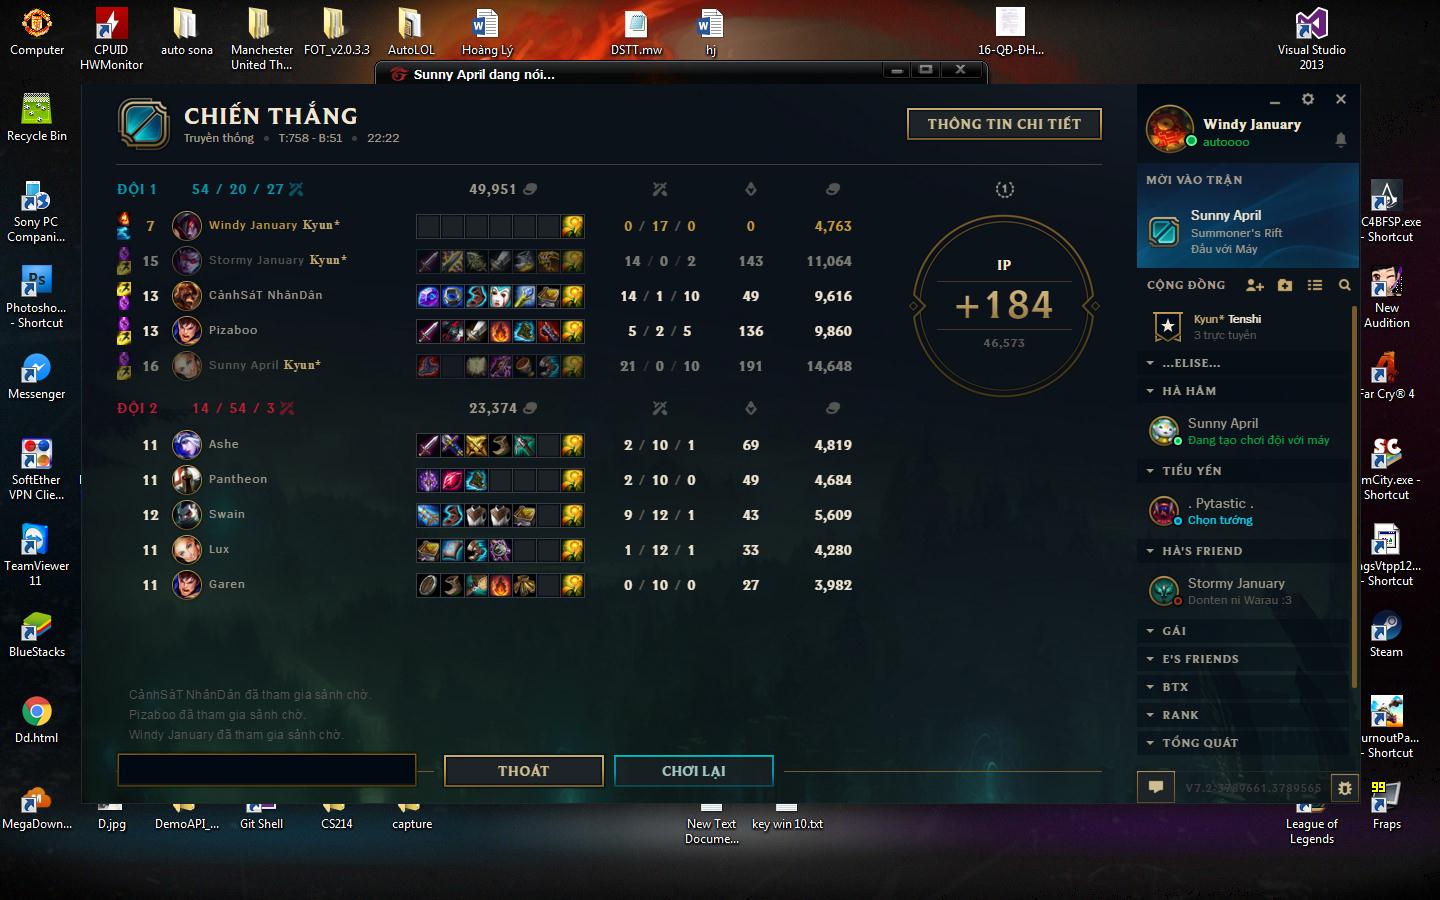 Computer
CPUID
HWMonitor
auto sona
Manchester
United Th...
FOT_v2.0.3.3
AutoLOL
Hoàng Lý
DSTT.mw
hj
16-QĐ-ĐH...
Visual Studio
2013
Sunny April đang nói...
Recycle Bin
Sony PC
Compani...
Photosho...
- Shortcut
Messenger
SoftEther
VPN Clie...
TeamViewer
11
BlueStacks
Dd.html
CHIẾN THẮNG
Truyền thống • T:758 - B:51 • 22:22
THÔNG TIN CHI TIẾT
ĐỘI 1 54 / 20 / 27 49,951
7 Windy January Kyun* 0 / 17 / 0 0 4,763
15 Stormy January Kyun* 14 / 0 / 2 143 11,064
13 CảnhSáT NhânDân 14 / 1 / 10 49 9,616
13 Pizaboo 5 / 2 / 5 136 9,860
16 Sunny April Kyun* 21 / 0 / 10 191 14,648
1
IP
+184
46,573
ĐỘI 2 14 / 54 / 3 23,374
11 Ashe 2 / 10 / 1 69 4,819
11 Pantheon 2 / 10 / 0 49 4,684
12 Swain 9 / 12 / 1 43 5,609
11 Lux 1 / 12 / 1 33 4,280
11 Garen 0 / 10 / 0 27 3,982
CảnhSáT NhânDân đã tham gia sảnh chờ.
Pizaboo đã tham gia sảnh chờ.
Windy January đã tham gia sảnh chờ.
THOÁT
CHƠI LẠI
Windy January
autoooo
MỜI VÀO TRẬN
Sunny April
Summoner's Rift
Đấu với Máy
CỘNG ĐỒNG
Kyun* Tenshi
3 trực tuyến
...ELISE...
HÀ HÂM
Sunny April
Đang tạo chơi đội với máy
TIỂU YẾN
. Pytastic .
Chọn tướng
HÀ'S FRIEND
Stormy January
Donten ni Warau :3
GÁI
E'S FRIENDS
BTX
RANK
TỔNG QUÁT
V7.2-3789661.3789565
C4BFSP.exe
- Shortcut
New
Audition
Far Cry® 4
mCity.exe -
Shortcut
ngsVtpp12...
- Shortcut
Steam
urnoutPa...
- Shortcut
MegaDown...
D.jpg
DemoAPI_...
Git Shell
CS214
capture
New Text
Docume...
key win 10.txt
League of
Legends
99
Fraps